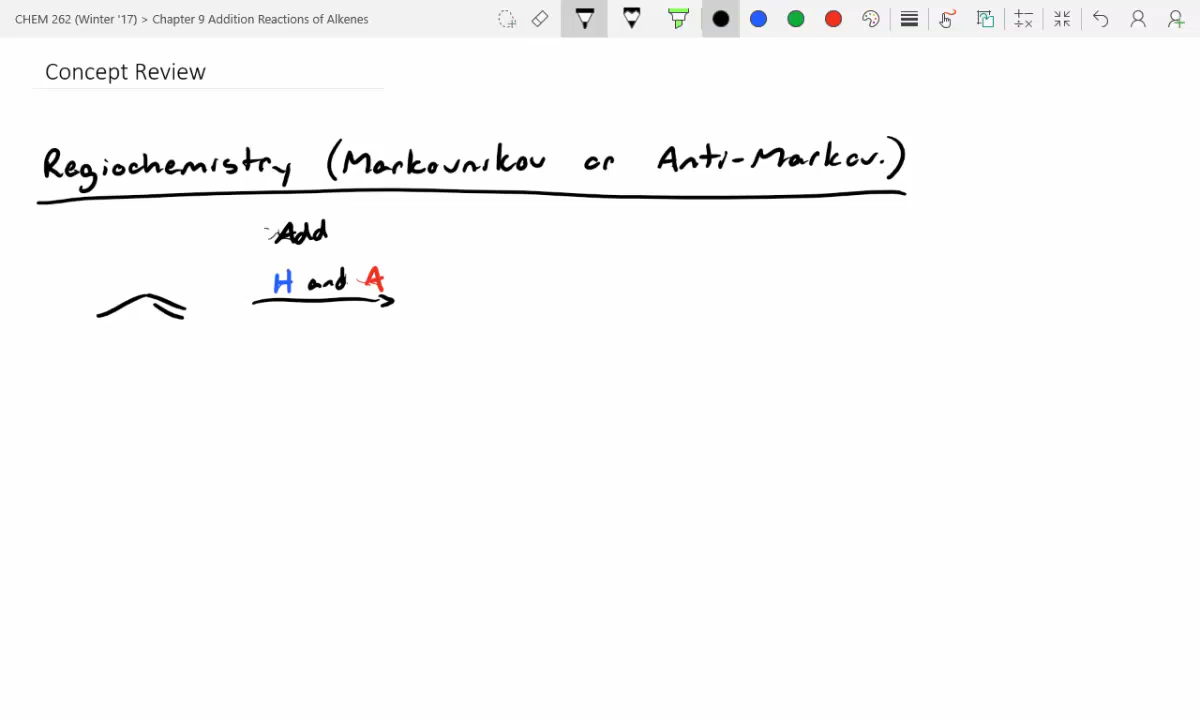 CHEM 262 (Winter '17) > Chapter 9 Addition Reactions of Alkenes
Concept Review
Regiochemistry (Markovnikov or Anti-Markov.)
Add
H and A